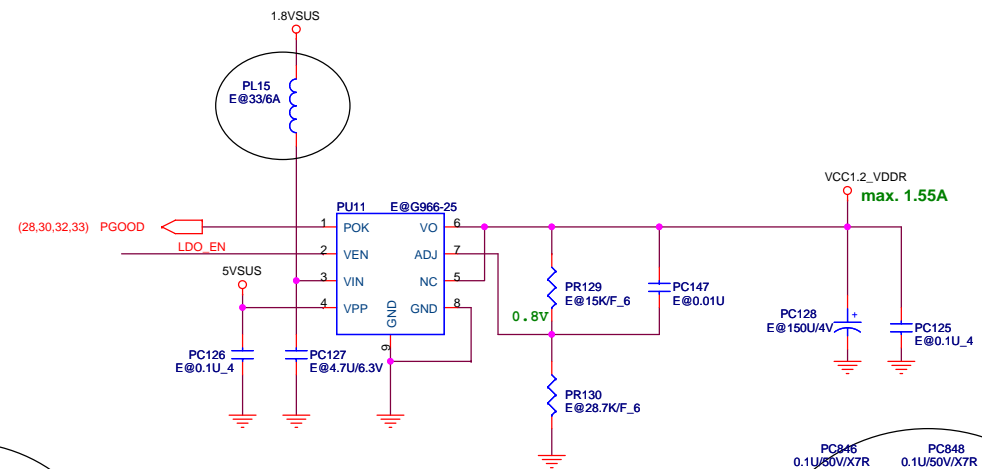 1.8VSUS
PL15
E@33/6A
VCC1.2_VDDR
max. 1.55A
PU11
E@G966-25
(28,30,32,33) PGOOD
1
POK
VO
6
LDO_EN
2
VEN
ADJ
7
5VSUS
3
VIN
NC
5
4
VPP
GND
8
GND
9
PR129
E@15K/F_6
PC147
E@0.01U
0.8V
PC128
E@150U/4V
+
PC125
E@0.1U_4
PC126
E@0.1U_4
PC127
E@4.7U/6.3V
PR130
E@28.7K/F_6
PC846
0.1U/50V/X7R
PC848
0.1U/50V/X7R